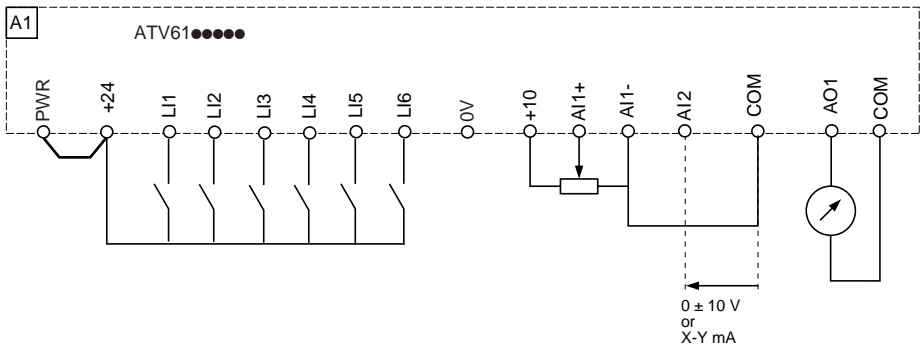 A1
ATV61●●●●●
PWR
+24
LI1
LI2
LI3
LI4
LI5
LI6
0V
+10
AI1+
AI1-
AI2
COM
AO1
COM
0 ± 10 V
or
X-Y mA